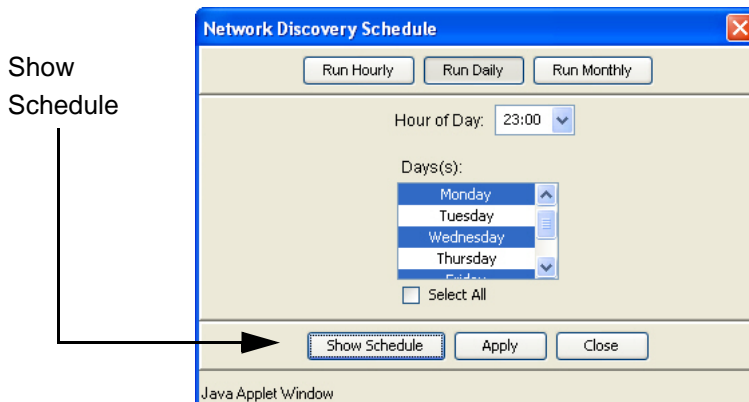 Network Discovery Schedule
Show
Schedule
Run Hourly Run Daily Run Monthly
Hour of Day: 23:00
Days(s):
Monday
Tuesday
Wednesday
Thursday
Friday
Select All
Show Schedule Apply Close
Java Applet Window